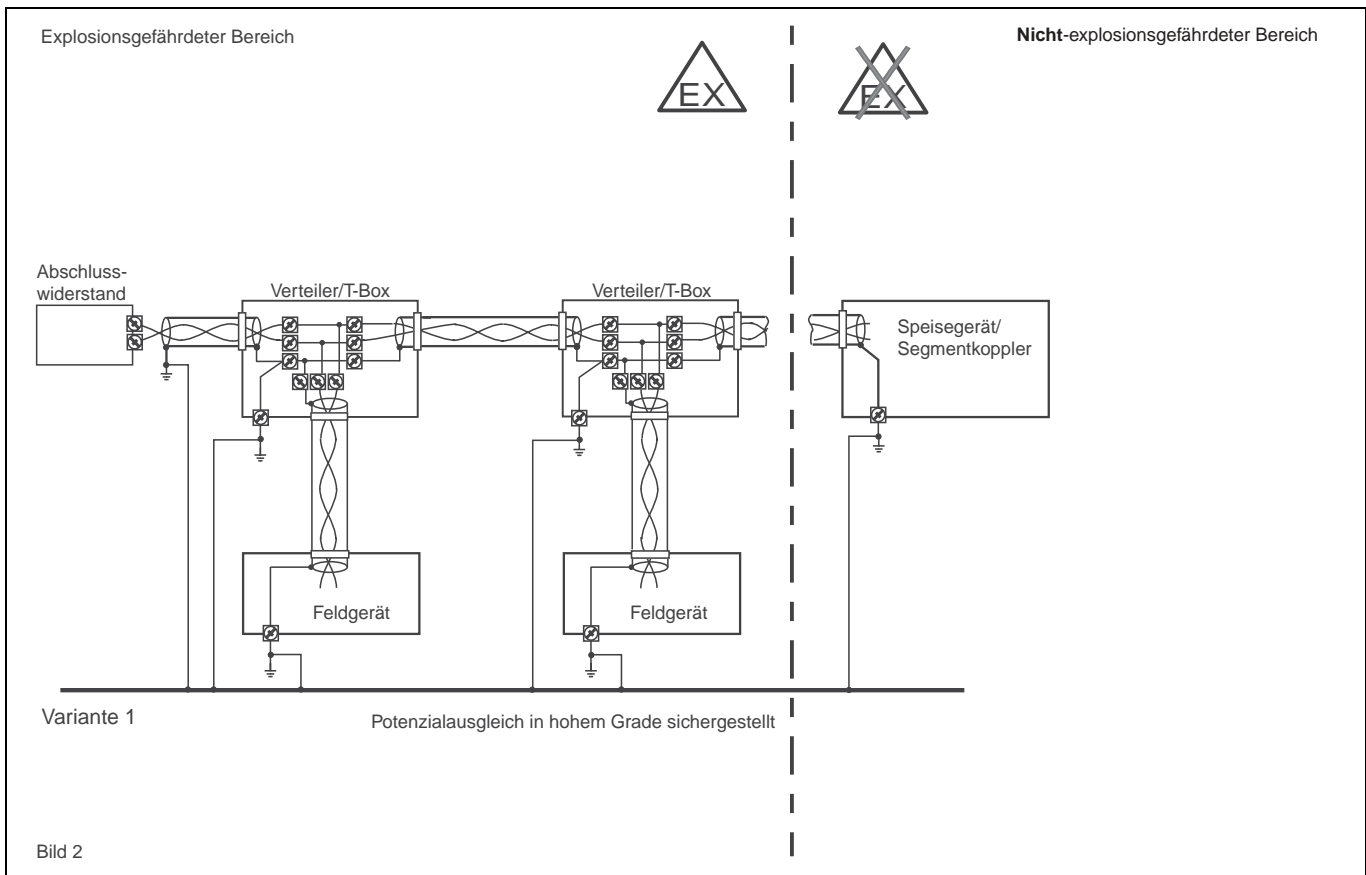 Explosionsgefährdeter Bereich
Nicht-explosionsgefährdeter Bereich
EX
EX
Abschluss-
widerstand
Verteiler/T-Box
Verteiler/T-Box
Speisegerät/
Segmentkoppler
Feldgerät
Feldgerät
Variante 1
Potenzialausgleich in hohem Grade sichergestellt
Bild 2